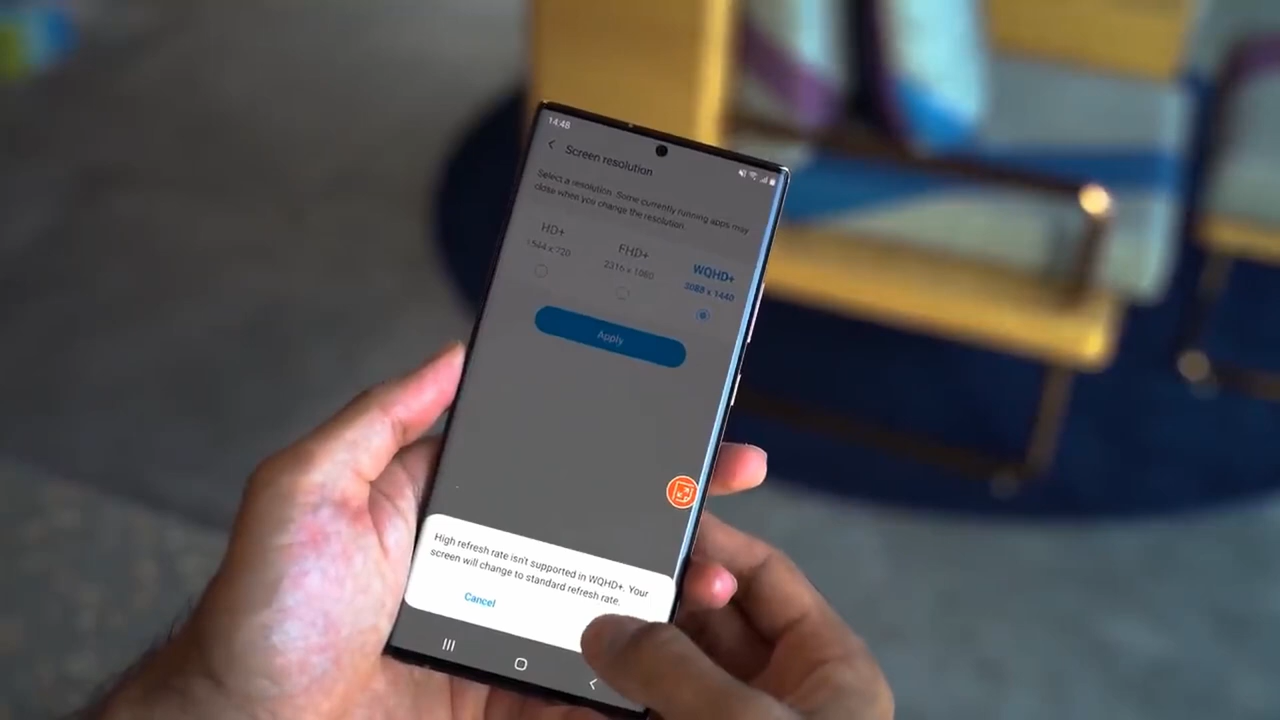 14:48
Screen resolution
Select a resolution. Some currently running apps may
close when you change the resolution.
HD+
1544 x 720
FHD+
2316 x 1080
WQHD+
3088 x 1440
Apply
High refresh rate isn't supported in WQHD+. Your
screen will change to standard refresh rate.
Cancel